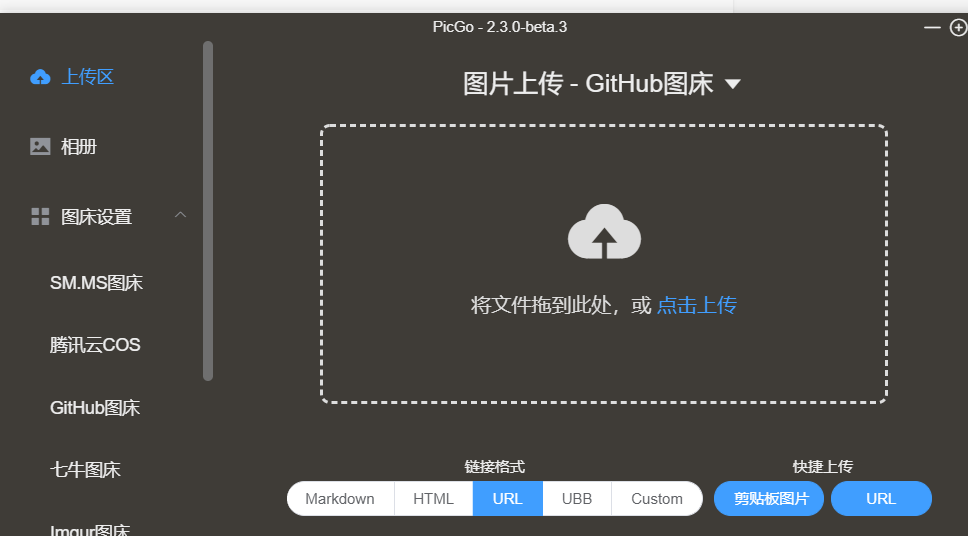 PicGo - 2.3.0-beta.3
上传区
相册
图床设置
SM.MS图床
腾讯云COS
GitHub图床
七牛图床
Imgur图床
图片上传 - GitHub图床
将文件拖到此处，或 点击上传
链接格式
Markdown HTML URL UBB Custom
快捷上传
剪贴板图片 URL